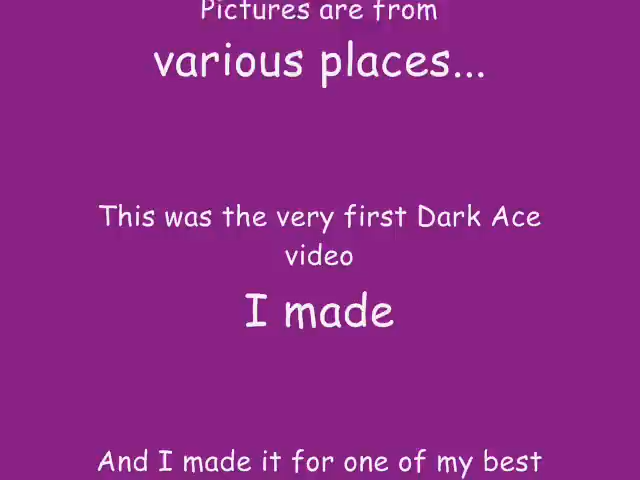 Pictures are from
various places...
This was the very first Dark Ace
video
I made
And I made it for one of my best